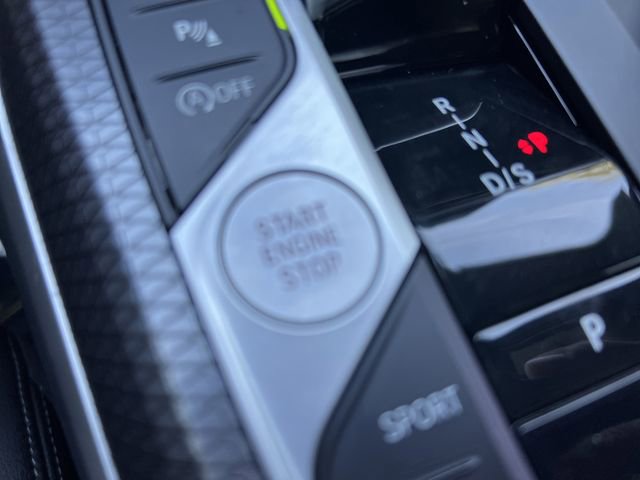 P
OFF
START
ENGINE
STOP
R
N
D/S
P
P
SPORT